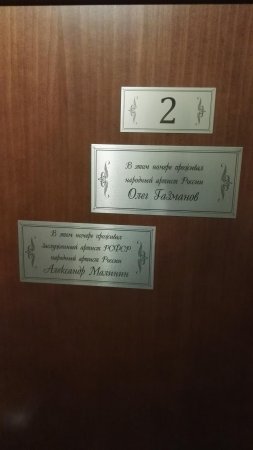 2
В этом номере проживал
народный артист России
Олег Газманов
В этом номере проживал
заслуженный артист РСФСР
народный артист России
Александр Малинин